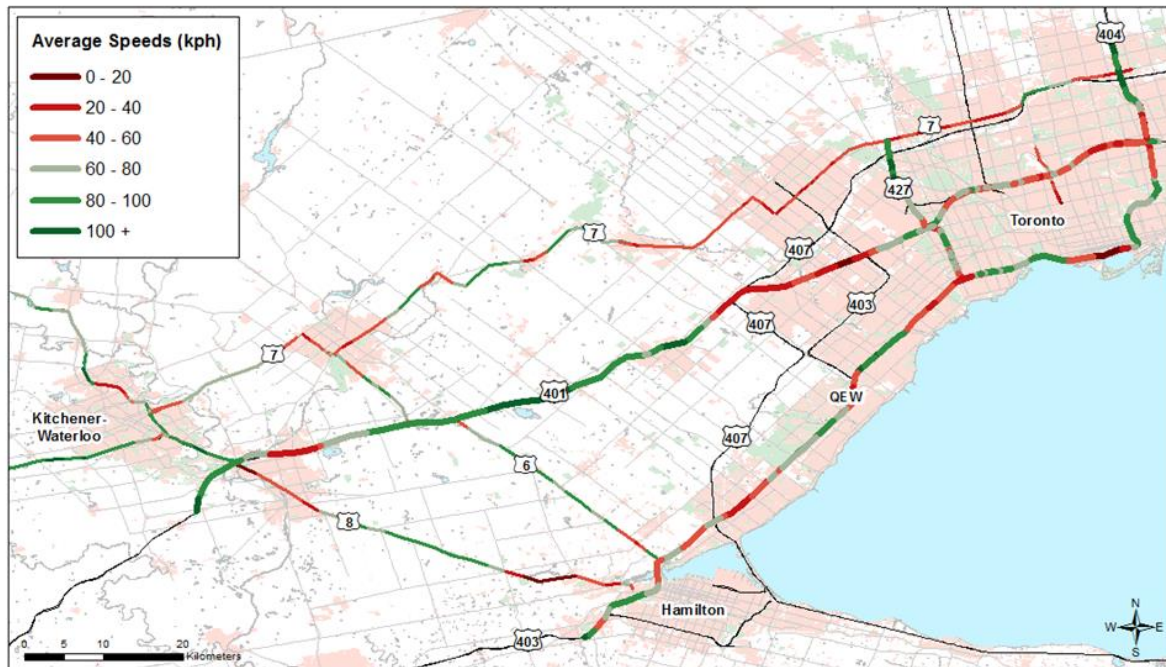 Average Speeds (kph)
0 - 20
20 - 40
40 - 60
60 - 80
80 - 100
100 +
404
7
427
Toronto
7
407
403
407
7
401
QEW
Kitchener-
Waterloo
407
6
8
Hamilton
403
N
W E
S
0 5 10 20
Kilometers